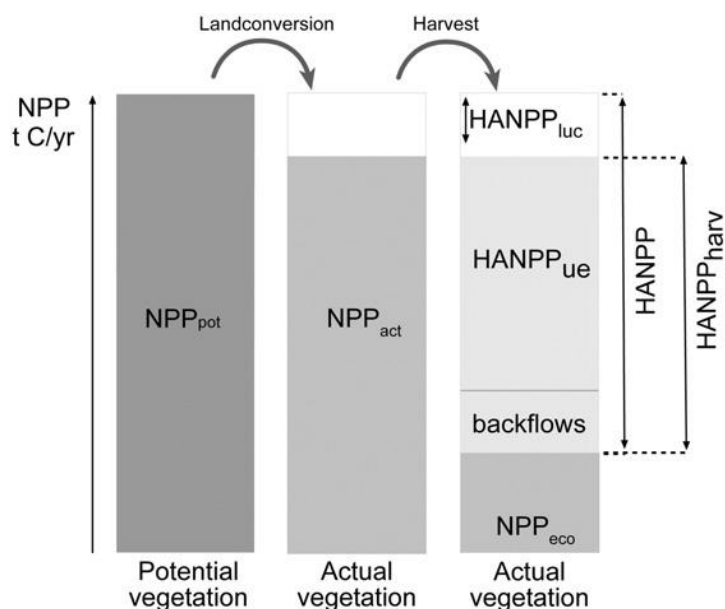 Landconversion
Harvest
NPP
t C/yr
NPPpot
NPPact
HANPPluc
HANPPue
backflows
NPPeco
HANPP
HANPPharv
Potential
vegetation
Actual
vegetation
Actual
vegetation